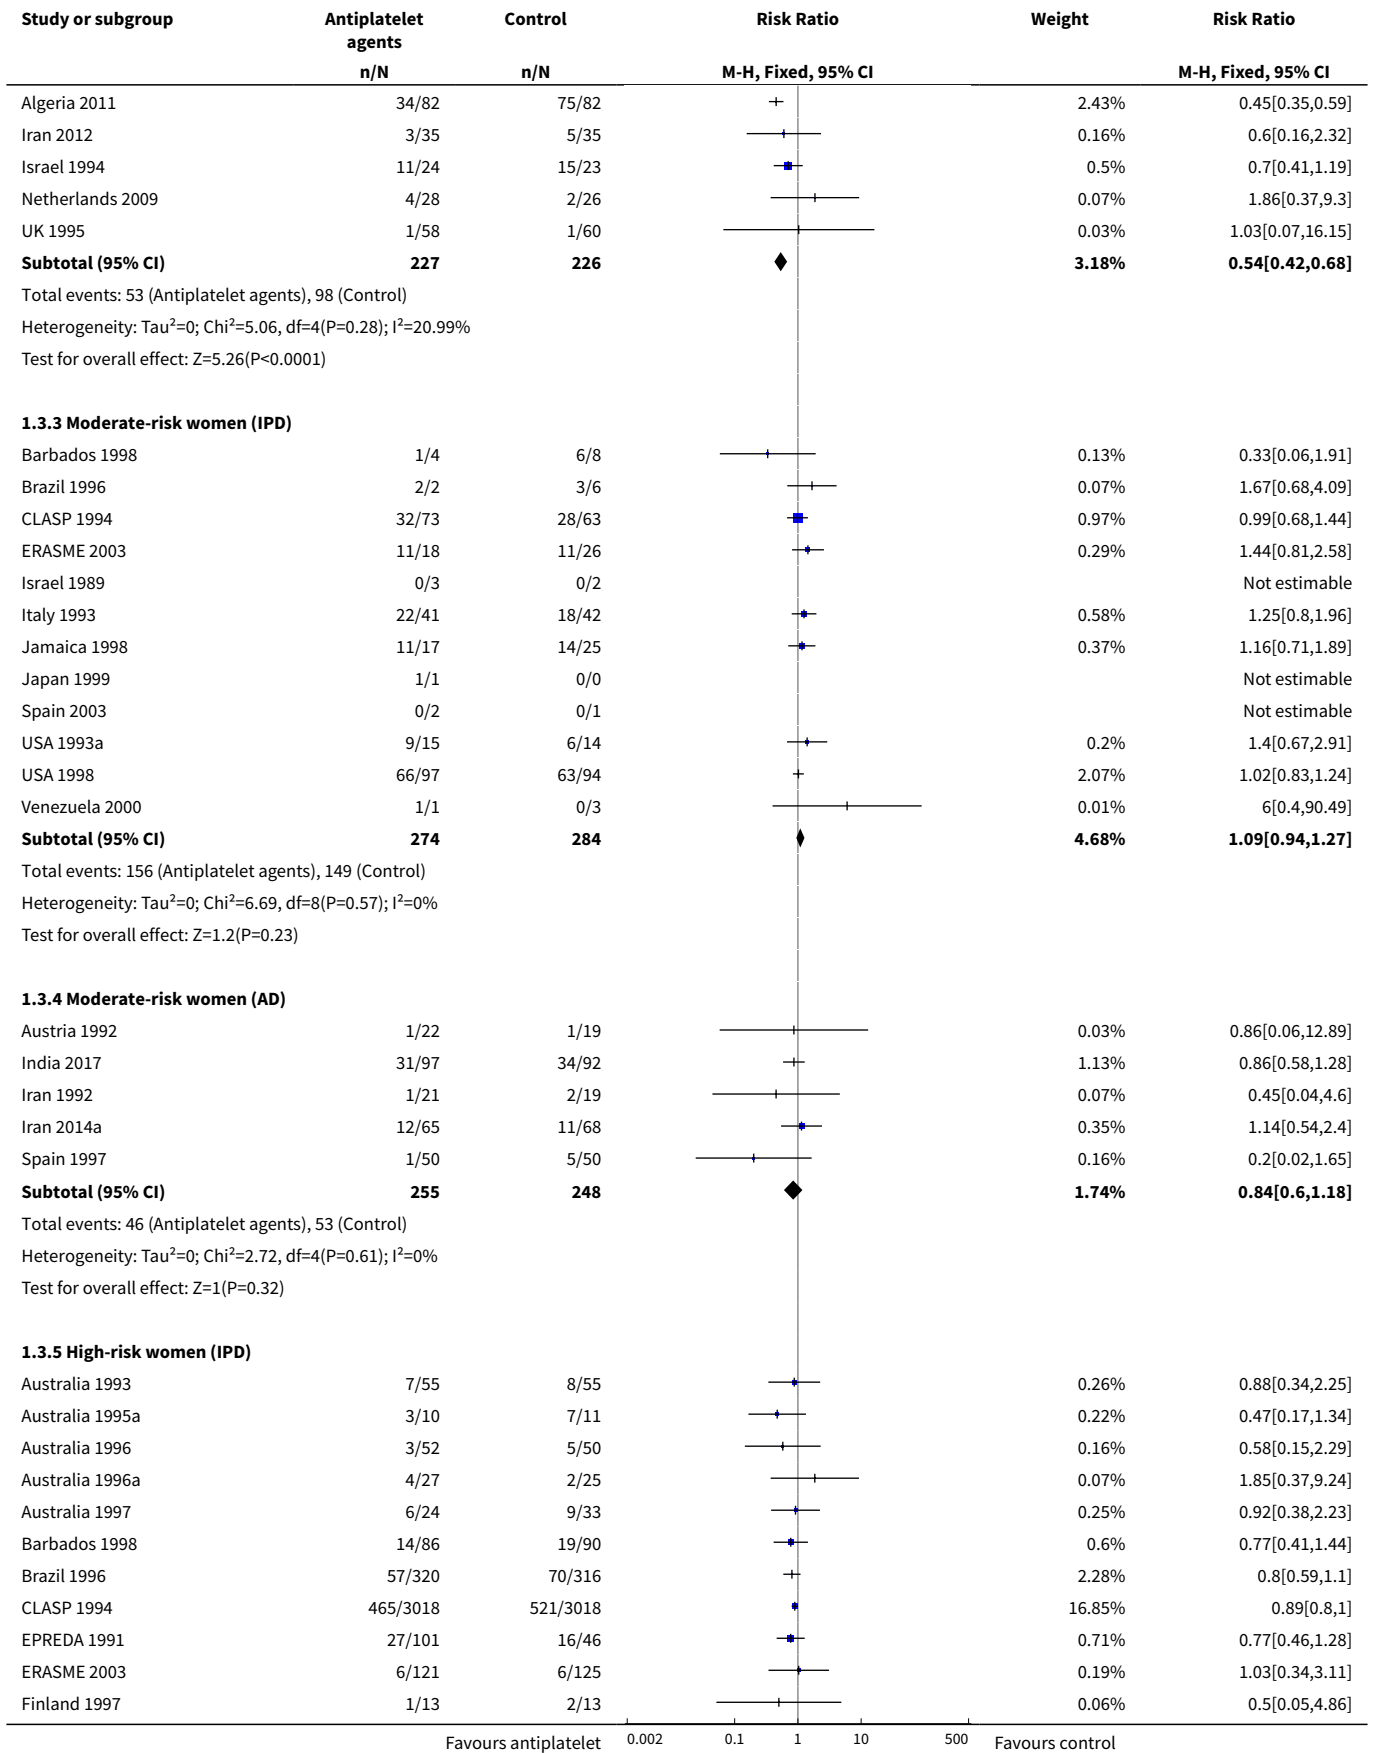 Study or subgroup Antiplatelet agents Control Risk Ratio Weight Risk Ratio
n/N n/N M-H, Fixed, 95% CI M-H, Fixed, 95% CI
Algeria 2011 34/82 75/82 2.43% 0.45[0.35,0.59]
Iran 2012 3/35 5/35 0.16% 0.6[0.16,2.32]
Israel 1994 11/24 15/23 0.5% 0.7[0.41,1.19]
Netherlands 2009 4/28 2/26 0.07% 1.86[0.37,9.3]
UK 1995 1/58 1/60 0.03% 1.03[0.07,16.15]
Subtotal (95% CI) 227 226 3.18% 0.54[0.42,0.68]
Total events: 53 (Antiplatelet agents), 98 (Control)
Heterogeneity: Tau²=0; Chi²=5.06, df=4(P=0.28); I²=20.99%
Test for overall effect: Z=5.26(P<0.0001)
1.3.3 Moderate-risk women (IPD)
Barbados 1998 1/4 6/8 0.13% 0.33[0.06,1.91]
Brazil 1996 2/2 3/6 0.07% 1.67[0.68,4.09]
CLASP 1994 32/73 28/63 0.97% 0.99[0.68,1.44]
ERASME 2003 11/18 11/26 0.29% 1.44[0.81,2.58]
Israel 1989 0/3 0/2 Not estimable
Italy 1993 22/41 18/42 0.58% 1.25[0.8,1.96]
Jamaica 1998 11/17 14/25 0.37% 1.16[0.71,1.89]
Japan 1999 1/1 0/0 Not estimable
Spain 2003 0/2 0/1 Not estimable
USA 1993a 9/15 6/14 0.2% 1.4[0.67,2.91]
USA 1998 66/97 63/94 2.07% 1.02[0.83,1.24]
Venezuela 2000 1/1 0/3 0.01% 6[0.4,90.49]
Subtotal (95% CI) 274 284 4.68% 1.09[0.94,1.27]
Total events: 156 (Antiplatelet agents), 149 (Control)
Heterogeneity: Tau²=0; Chi²=6.69, df=8(P=0.57); I²=0%
Test for overall effect: Z=1.2(P=0.23)
1.3.4 Moderate-risk women (AD)
Austria 1992 1/22 1/19 0.03% 0.86[0.06,12.89]
India 2017 31/97 34/92 1.13% 0.86[0.58,1.28]
Iran 1992 1/21 2/19 0.07% 0.45[0.04,4.6]
Iran 2014a 12/65 11/68 0.35% 1.14[0.54,2.4]
Spain 1997 1/50 5/50 0.16% 0.2[0.02,1.65]
Subtotal (95% CI) 255 248 1.74% 0.84[0.6,1.18]
Total events: 46 (Antiplatelet agents), 53 (Control)
Heterogeneity: Tau²=0; Chi²=2.72, df=4(P=0.61); I²=0%
Test for overall effect: Z=1(P=0.32)
1.3.5 High-risk women (IPD)
Australia 1993 7/55 8/55 0.26% 0.88[0.34,2.25]
Australia 1995a 3/10 7/11 0.22% 0.47[0.17,1.34]
Australia 1996 3/52 5/50 0.16% 0.58[0.15,2.29]
Australia 1996a 4/27 2/25 0.07% 1.85[0.37,9.24]
Australia 1997 6/24 9/33 0.25% 0.92[0.38,2.23]
Barbados 1998 14/86 19/90 0.6% 0.77[0.41,1.44]
Brazil 1996 57/320 70/316 2.28% 0.8[0.59,1.1]
CLASP 1994 465/3018 521/3018 16.85% 0.89[0.8,1]
EPREDA 1991 27/101 16/46 0.71% 0.77[0.46,1.28]
ERASME 2003 6/121 6/125 0.19% 1.03[0.34,3.11]
Finland 1997 1/13 2/13 0.06% 0.5[0.05,4.86]
Favours antiplatelet 0.002 0.1 1 10 500 Favours control